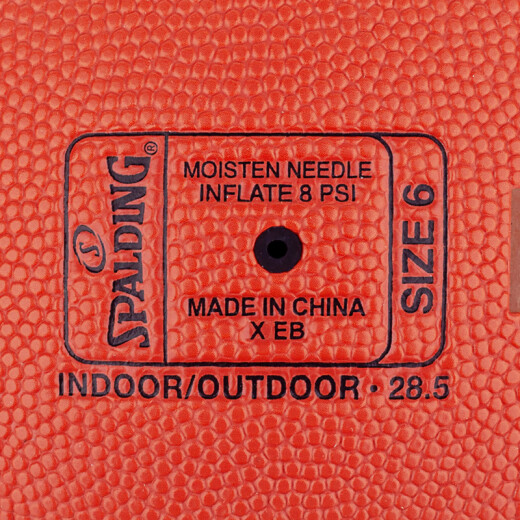 SPALDING®
S
MOISTEN NEEDLE
INFLATE 8 PSI
MADE IN CHINA
X EB
SIZE 6
INDOOR/OUTDOOR • 28.5